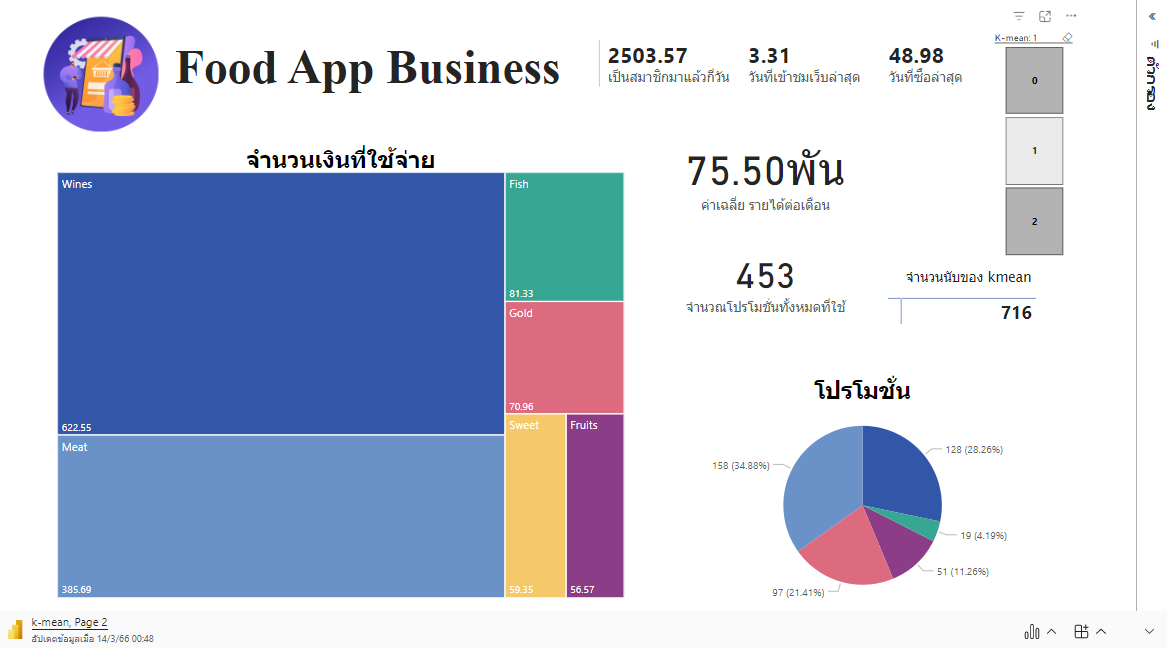 Food App Business
2503.57
เป็นสมาชิกมาแล้วกี่วัน
3.31
วันที่เข้าชมเว็บล่าสุด
48.98
วันที่ซื้อล่าสุด
K-mean: 1
0
1
2
ตัวกรอง
จำนวนเงินที่ใช้จ่าย
Wines
622.55
Meat
385.69
Fish
81.33
Gold
70.96
Sweet
59.35
Fruits
56.57
75.50พัน
ค่าเฉลี่ย รายได้ต่อเดือน
453
จำนวณโปรโมชั่นทั้งหมดที่ใช้
จำนวนนับของ kmean
716
โปรโมชั่น
128 (28.26%)
19 (4.19%)
51 (11.26%)
97 (21.41%)
158 (34.88%)
k-mean, Page 2
อัปเดตข้อมูลเมื่อ 14/3/66 00:48